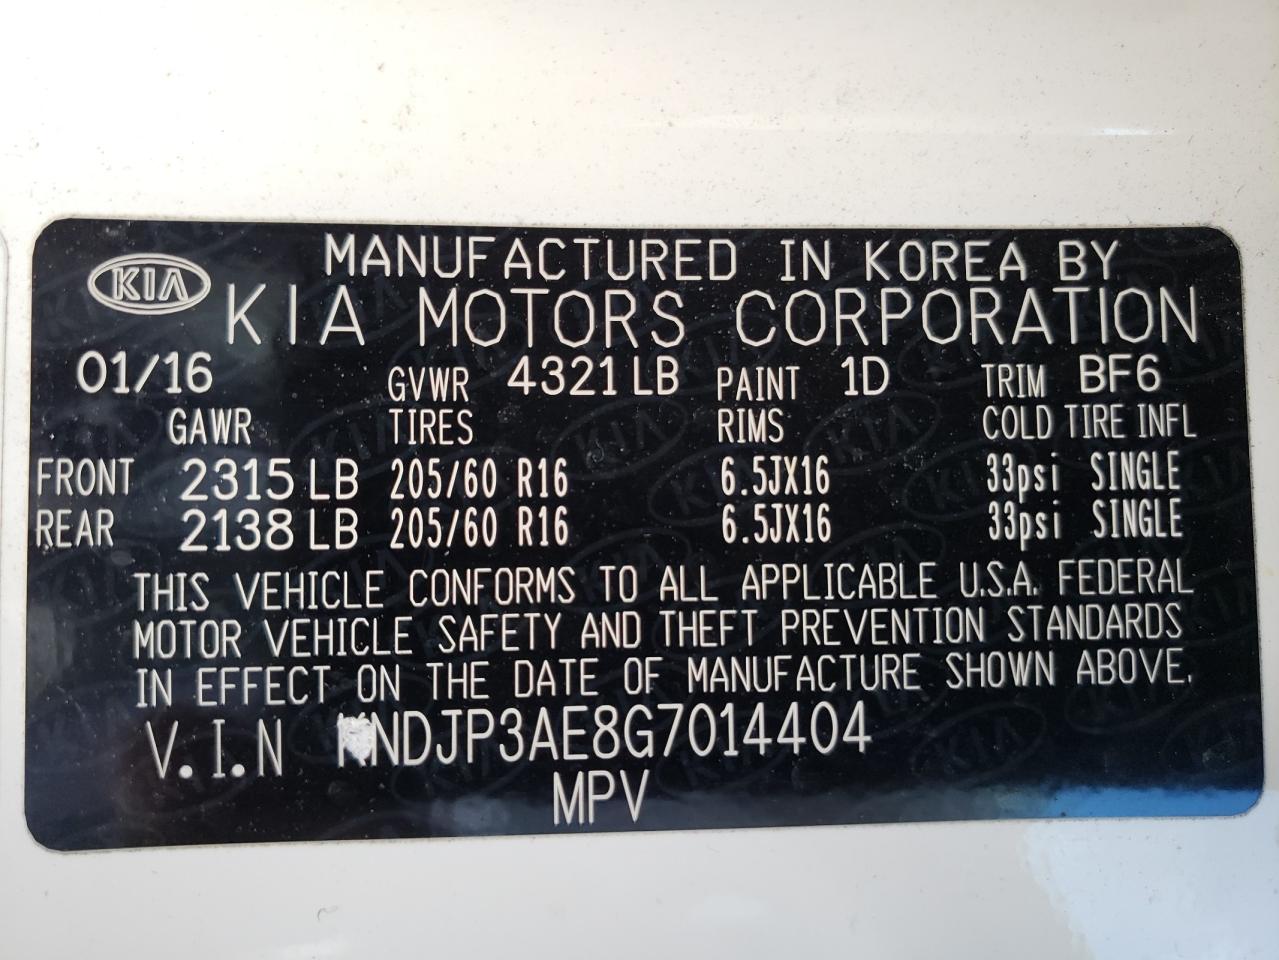 MANUFACTURED IN KOREA BY
KIA KIA MOTORS CORPORATION
01/16 GVWR 4321 LB PAINT 1D TRIM BF6
GAWR TIRES RIMS COLD TIRE INFL
FRONT 2315 LB 205/60 R16 6.5JX16 33psi SINGLE
REAR 2138 LB 205/60 R16 6.5JX16 33psi SINGLE
THIS VEHICLE CONFORMS TO ALL APPLICABLE U.S.A. FEDERAL
MOTOR VEHICLE SAFETY AND THEFT PREVENTION STANDARDS
IN EFFECT ON THE DATE OF MANUFACTURE SHOWN ABOVE.
V.I.N KNDJP3AE8G7014404
MPV